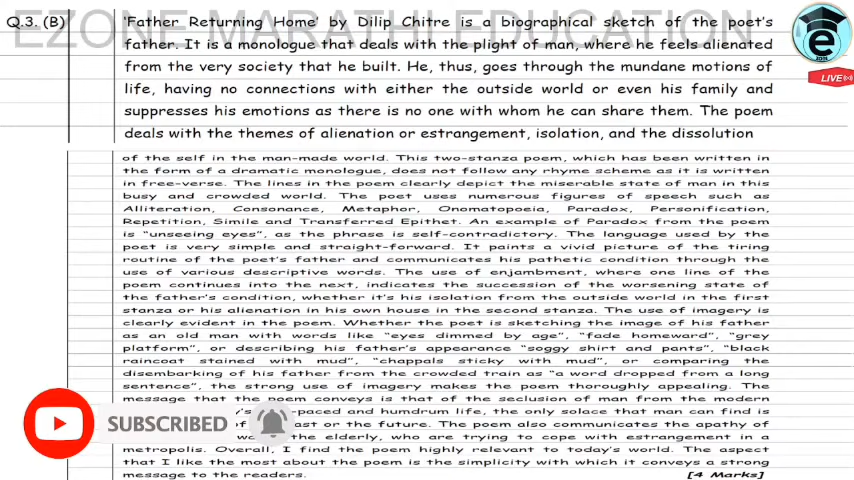 EZONE MARATHI EDUCATION
Q.3. (B) ‘Father Returning Home’ by Dilip Chitre is a biographical sketch of the poet’s
father. It is a monologue that deals with the plight of man, where he feels alienated
from the very society that he built. He, thus, goes through the mundane motions of
LIVE
life, having no connections with either the outside world or even his family and
suppresses his emotions as there is no one with whom he can share them. The poem
deals with the themes of alienation or estrangement, isolation, and the dissolution
of the self in the man-made world. This two-stanza poem, which has been written in
the form of a dramatic monologue, does not follow any rhyme scheme as it is written
in free-verse. The lines in the poem clearly depict the miserable state of man in this
busy and crowded world. The poet uses numerous figures of speech such as
Alliteration, Consonance, Metaphor, Onomatopoeia, Paradox, Personification,
Repetition, Simile and Transferred Epithet. An example of Paradox from the poem
is “unseeing eyes”, as the phrase is self-contradictory. The language used by the
poet is very simple and straight-forward. It paints a vivid picture of the tiring
routine of the poet’s father and communicates his pathetic condition through the
use of various descriptive words. The use of enjambment, where one line of the
poem continues into the next, indicates the succession of the worsening state of
the father’s condition, whether it’s his isolation from the outside world in the first
stanza or his alienation in his own house in the second stanza. The use of imagery is
clearly evident in the poem. Whether the poet is sketching the image of his father
as an old man with words like “eyes dimmed by age”, “fade homeward”, “grey
platform”, or describing his father’s appearance “soggy shirt and pants”, “black
raincoat stained with mud”, “chappals sticky with mud”, or comparing the
disembarking of his father from the crowded train as “a word dropped from a long
sentence”, the strong use of imagery makes the poem thoroughly appealing. The
message that the poem conveys is that of the seclusion of man from the modern
-paced and humdrum life, the only solace that man can find is
of ast or the future. The poem also communicates the apathy of
the elderly, who are trying to cope with estrangement in a
SUBSCRIBED
metropolis. Overall, I find the poem highly relevant to today’s world. The aspect
that I like the most about the poem is the simplicity with which it conveys a strong
message to the readers. [4 Marks]